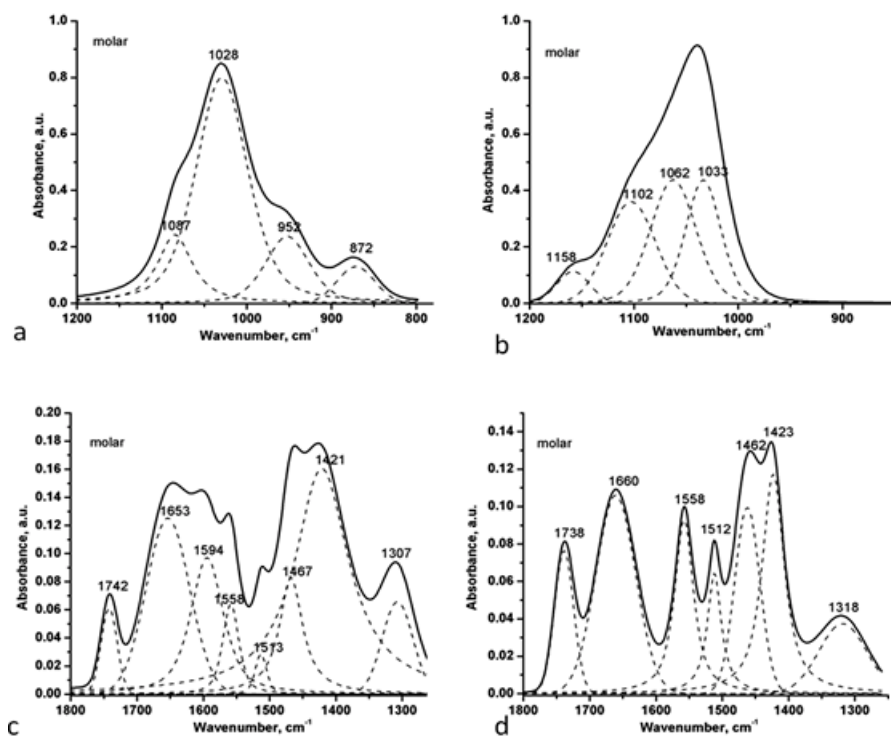 molar
1028
1087
952
872
Absorbance, a.u.
1.0
0.8
0.6
0.4
0.2
0.0
1200 1100 1000 900 800
Wavenumber, cm-1
a
molar
1158
1102
1062
1033
Absorbance, a.u.
1.0
0.8
0.6
0.4
0.2
0.0
1200 1100 1000 900
Wavenumber, cm-1
b
molar
1742
1653
1594
1558
1513
1467
1421
1307
Absorbance, a.u.
0.20
0.18
0.16
0.14
0.12
0.10
0.08
0.06
0.04
0.02
0.00
1800 1700 1600 1500 1400 1300
Wavenumber, cm-1
c
molar
1738
1660
1558
1512
1462
1423
1318
Absorbance, a.u.
0.14
0.12
0.10
0.08
0.06
0.04
0.02
0.00
1800 1700 1600 1500 1400 1300
Wavenumber, cm-1
d